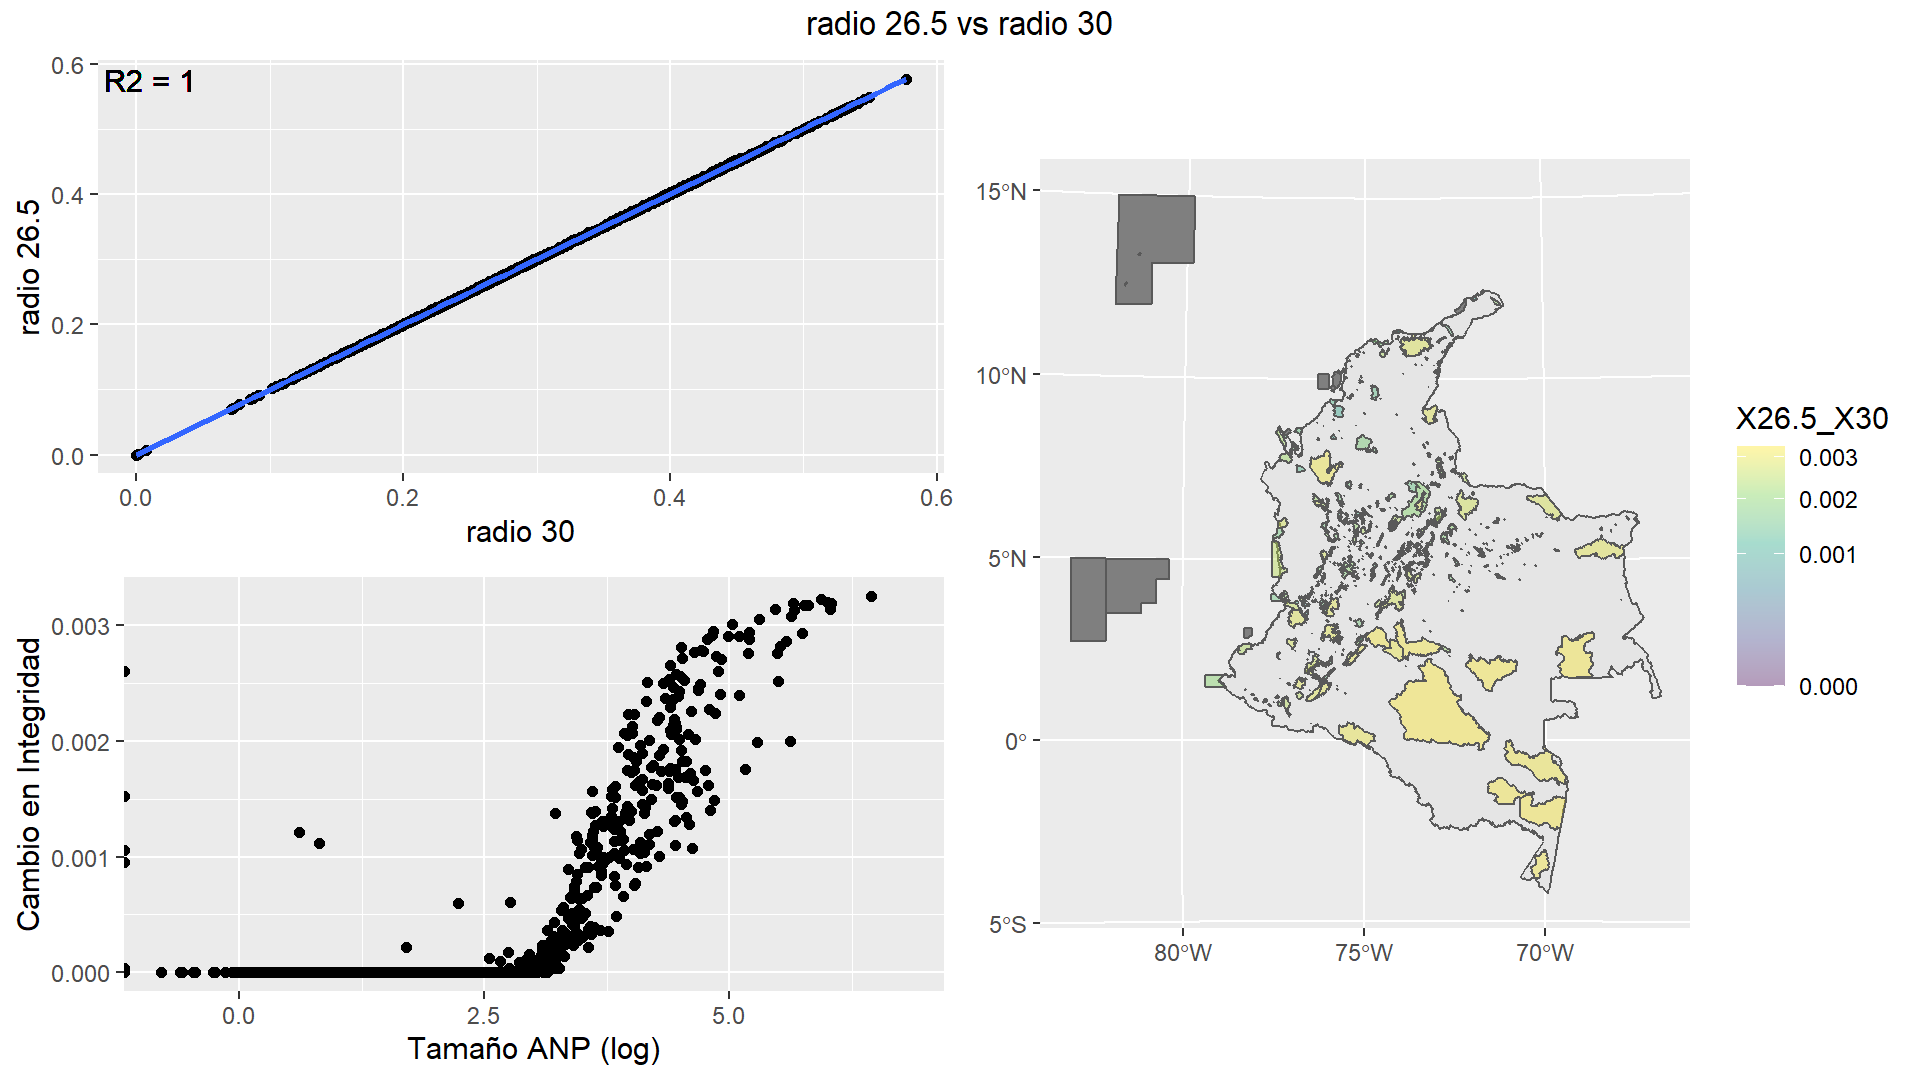 radio 26.5 vs radio 30
R2 = 1
radio 26.5
0.6
0.4
0.2
0.0
0.0
0.2
0.4
0.6
radio 30
Cambio en Integridad
0.003
0.002
0.001
0.000
0.0
2.5
5.0
Tamaño ANP (log)
15°N
10°N
5°N
0°
5°S
80°W
75°W
70°W
X26.5_X30
0.003
0.002
0.001
0.000